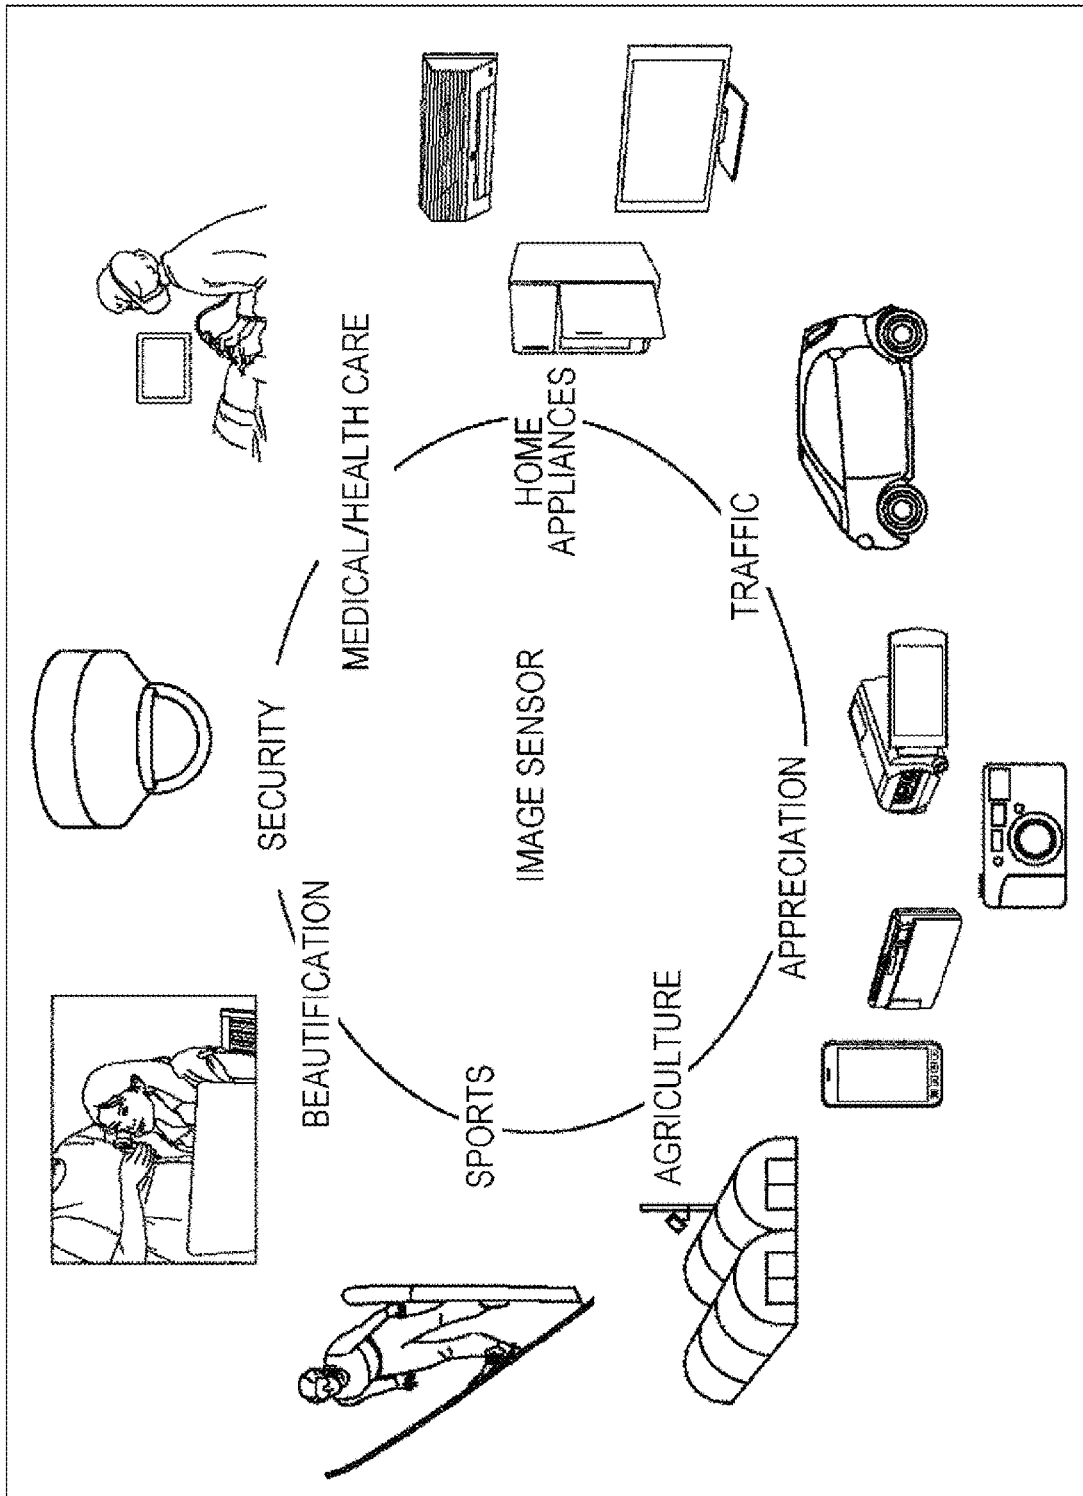 SECURITY
BEAUTIFICATION
MEDICAL/HEALTH CARE
SPORTS
IMAGE SENSOR
HOME
APPLIANCES
AGRICULTURE
TRAFFIC
APPRECIATION